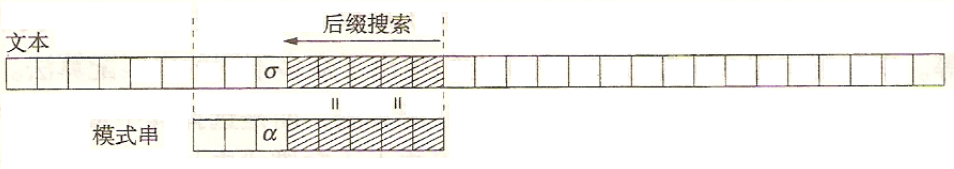 后缀搜索
文本
σ
= =
模式串
α